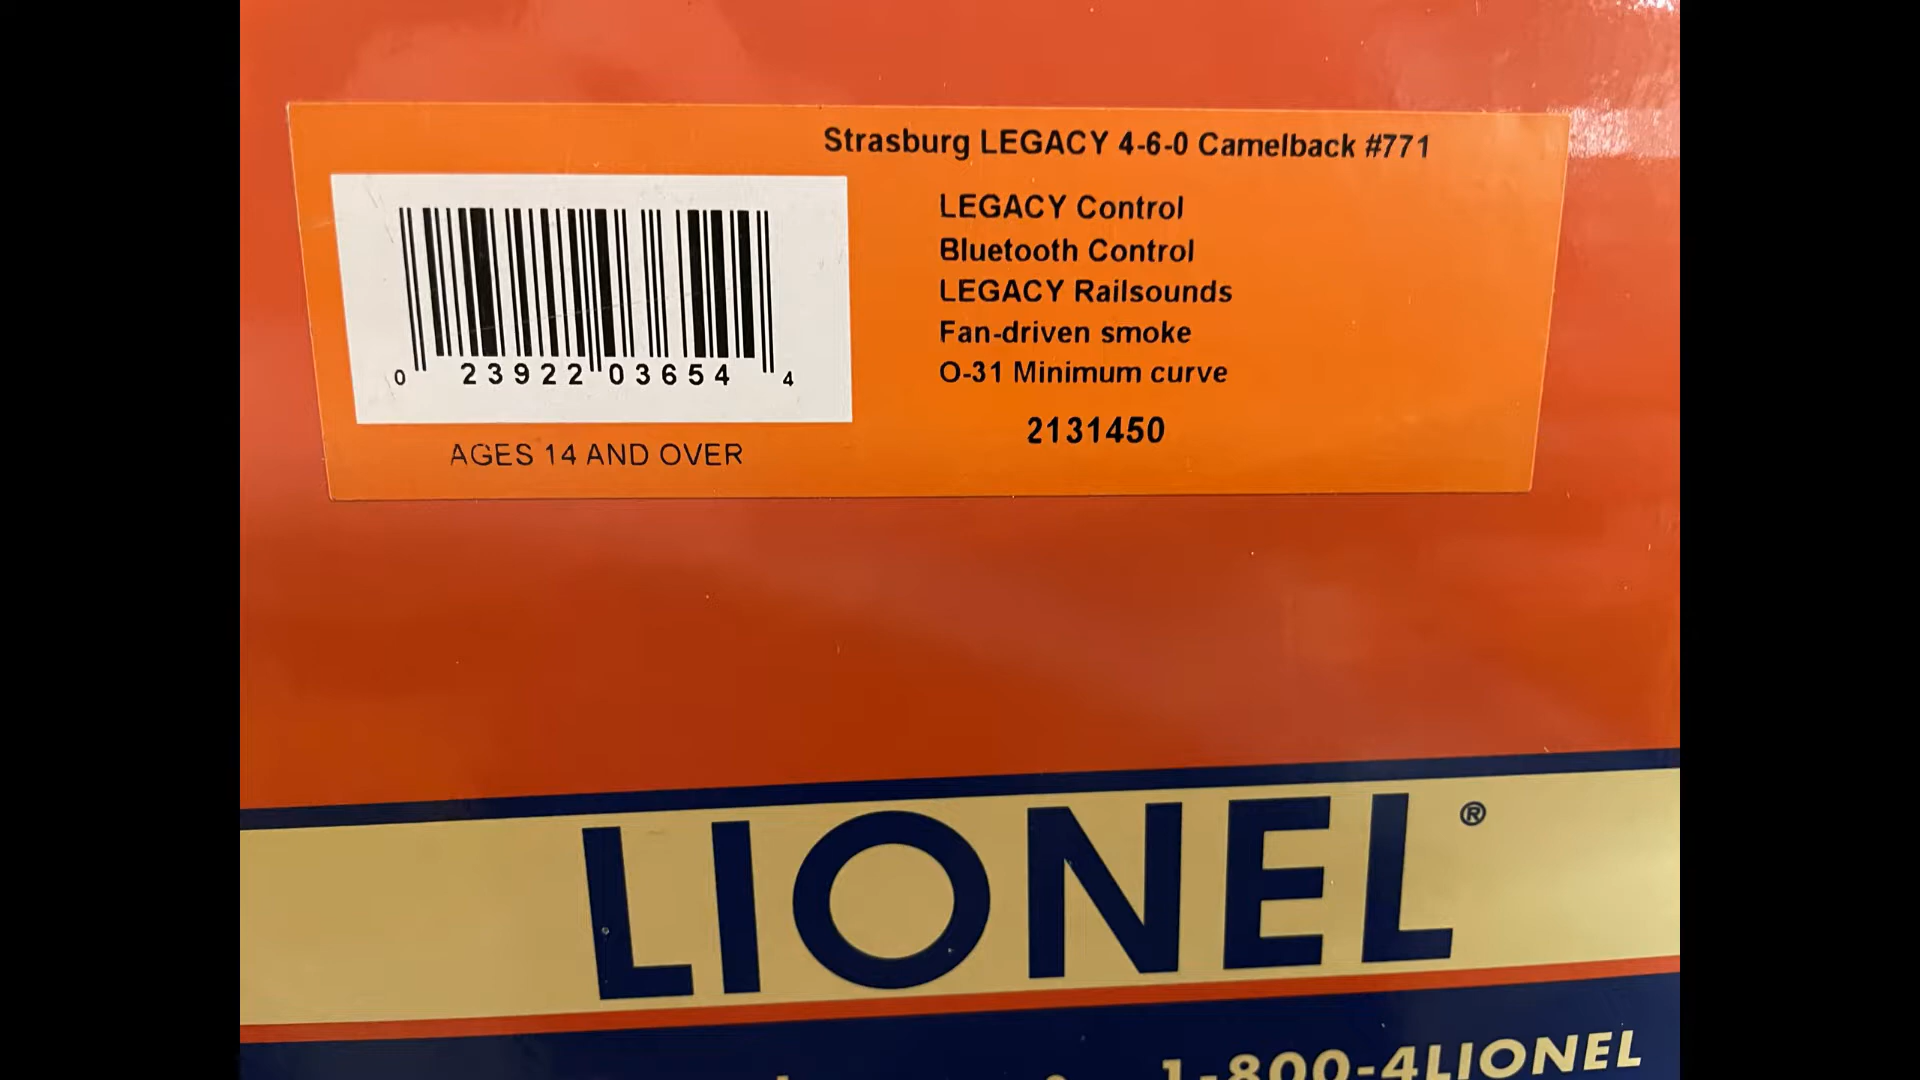 Strasburg LEGACY 4-6-0 Camelback #771
LEGACY Control
Bluetooth Control
LEGACY Railsounds
Fan-driven smoke
O-31 Minimum curve
2131450
0 23922 03654 4
AGES 14 AND OVER
LIONEL®
1-800-4LIONEL